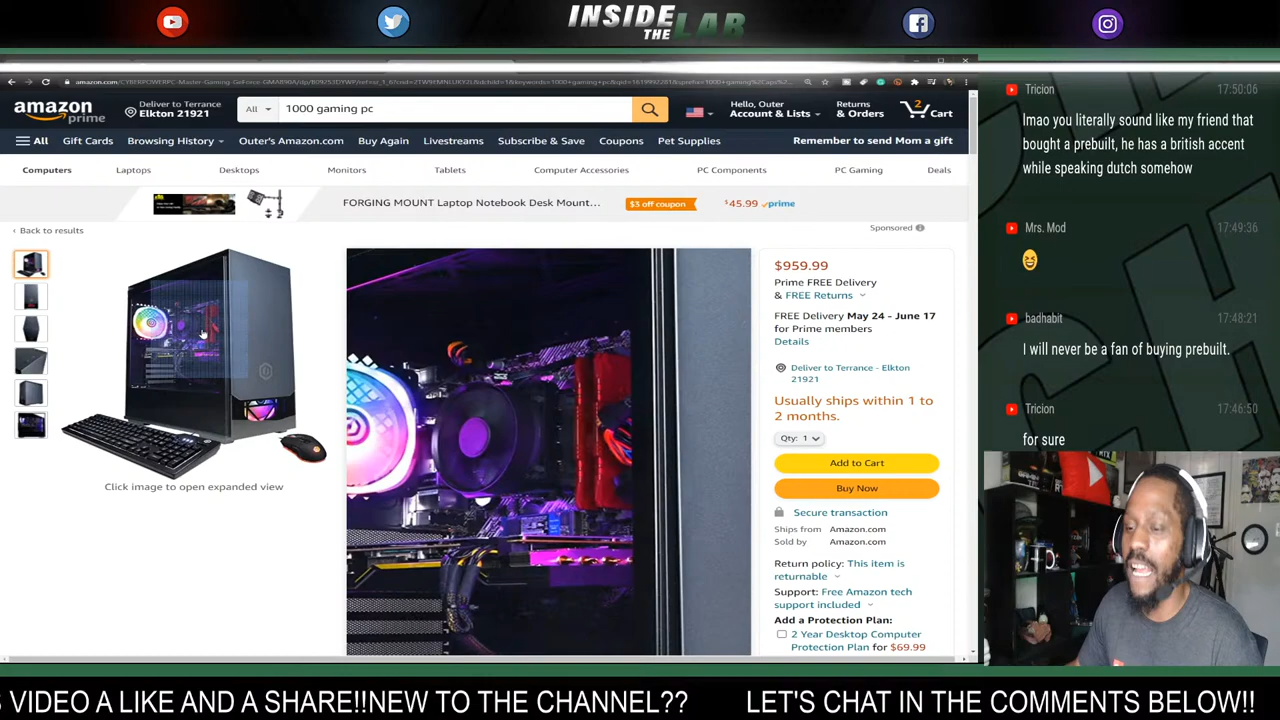 INSIDE
THE LAB
amazon
prime
Deliver to Terrance
Elkton 21921
All
1000 gaming pc
Hello, Outer
Account & Lists
Returns
& Orders
2
Cart
All
Gift Cards
Browsing History
Outer's Amazon.com
Buy Again
Livestreams
Subscribe & Save
Coupons
Pet Supplies
Remember to send Mom a gift
Computers
Laptops
Desktops
Monitors
Tablets
Computer Accessories
PC Components
PC Gaming
Deals
FORGING MOUNT Laptop Notebook Desk Mount...
$3 off coupon
$45.99 prime
‹ Back to results
Sponsored
Click image to open expanded view
$959.99
Prime FREE Delivery
& FREE Returns
FREE Delivery May 24 - June 17
for Prime members
Details
Deliver to Terrance - Elkton
21921
Usually ships within 1 to
2 months.
Qty: 1
Add to Cart
Buy Now
Secure transaction
Ships from Amazon.com
Sold by Amazon.com
Return policy: This item is
returnable
Support: Free Amazon tech
support included
Add a Protection Plan:
2 Year Desktop Computer
Protection Plan for $69.99
Tricion
17:50:06
lmao you literally sound like my friend that
bought a prebuilt, he has a british accent
while speaking dutch somehow
Mrs. Mod
17:49:36
badhabit
17:48:21
I will never be a fan of buying prebuilt.
Tricion
17:46:50
for sure
S VIDEO A LIKE AND A SHARE!!NEW TO THE CHANNEL??
LET'S CHAT IN THE COMMENTS BELOW!!